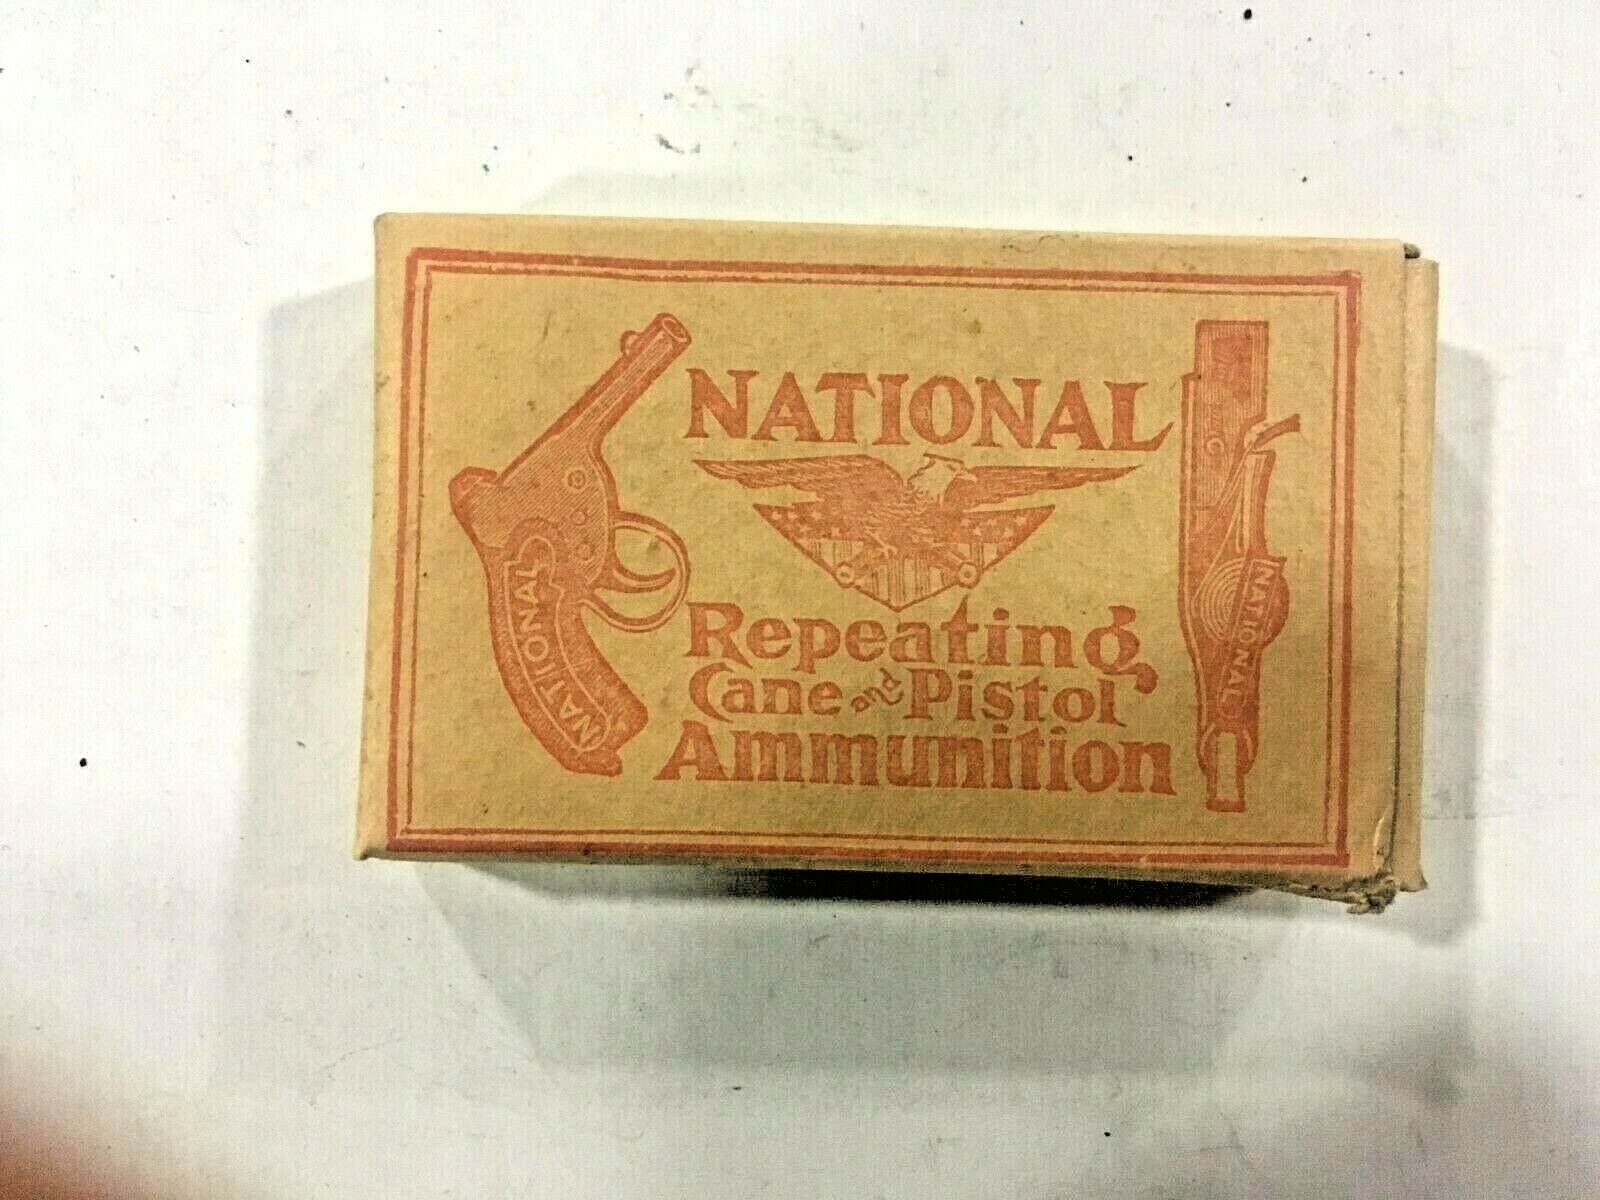 NATIONAL
NATIONAL
Repeating
Cane and Pistol
Ammunition
NATIONAL